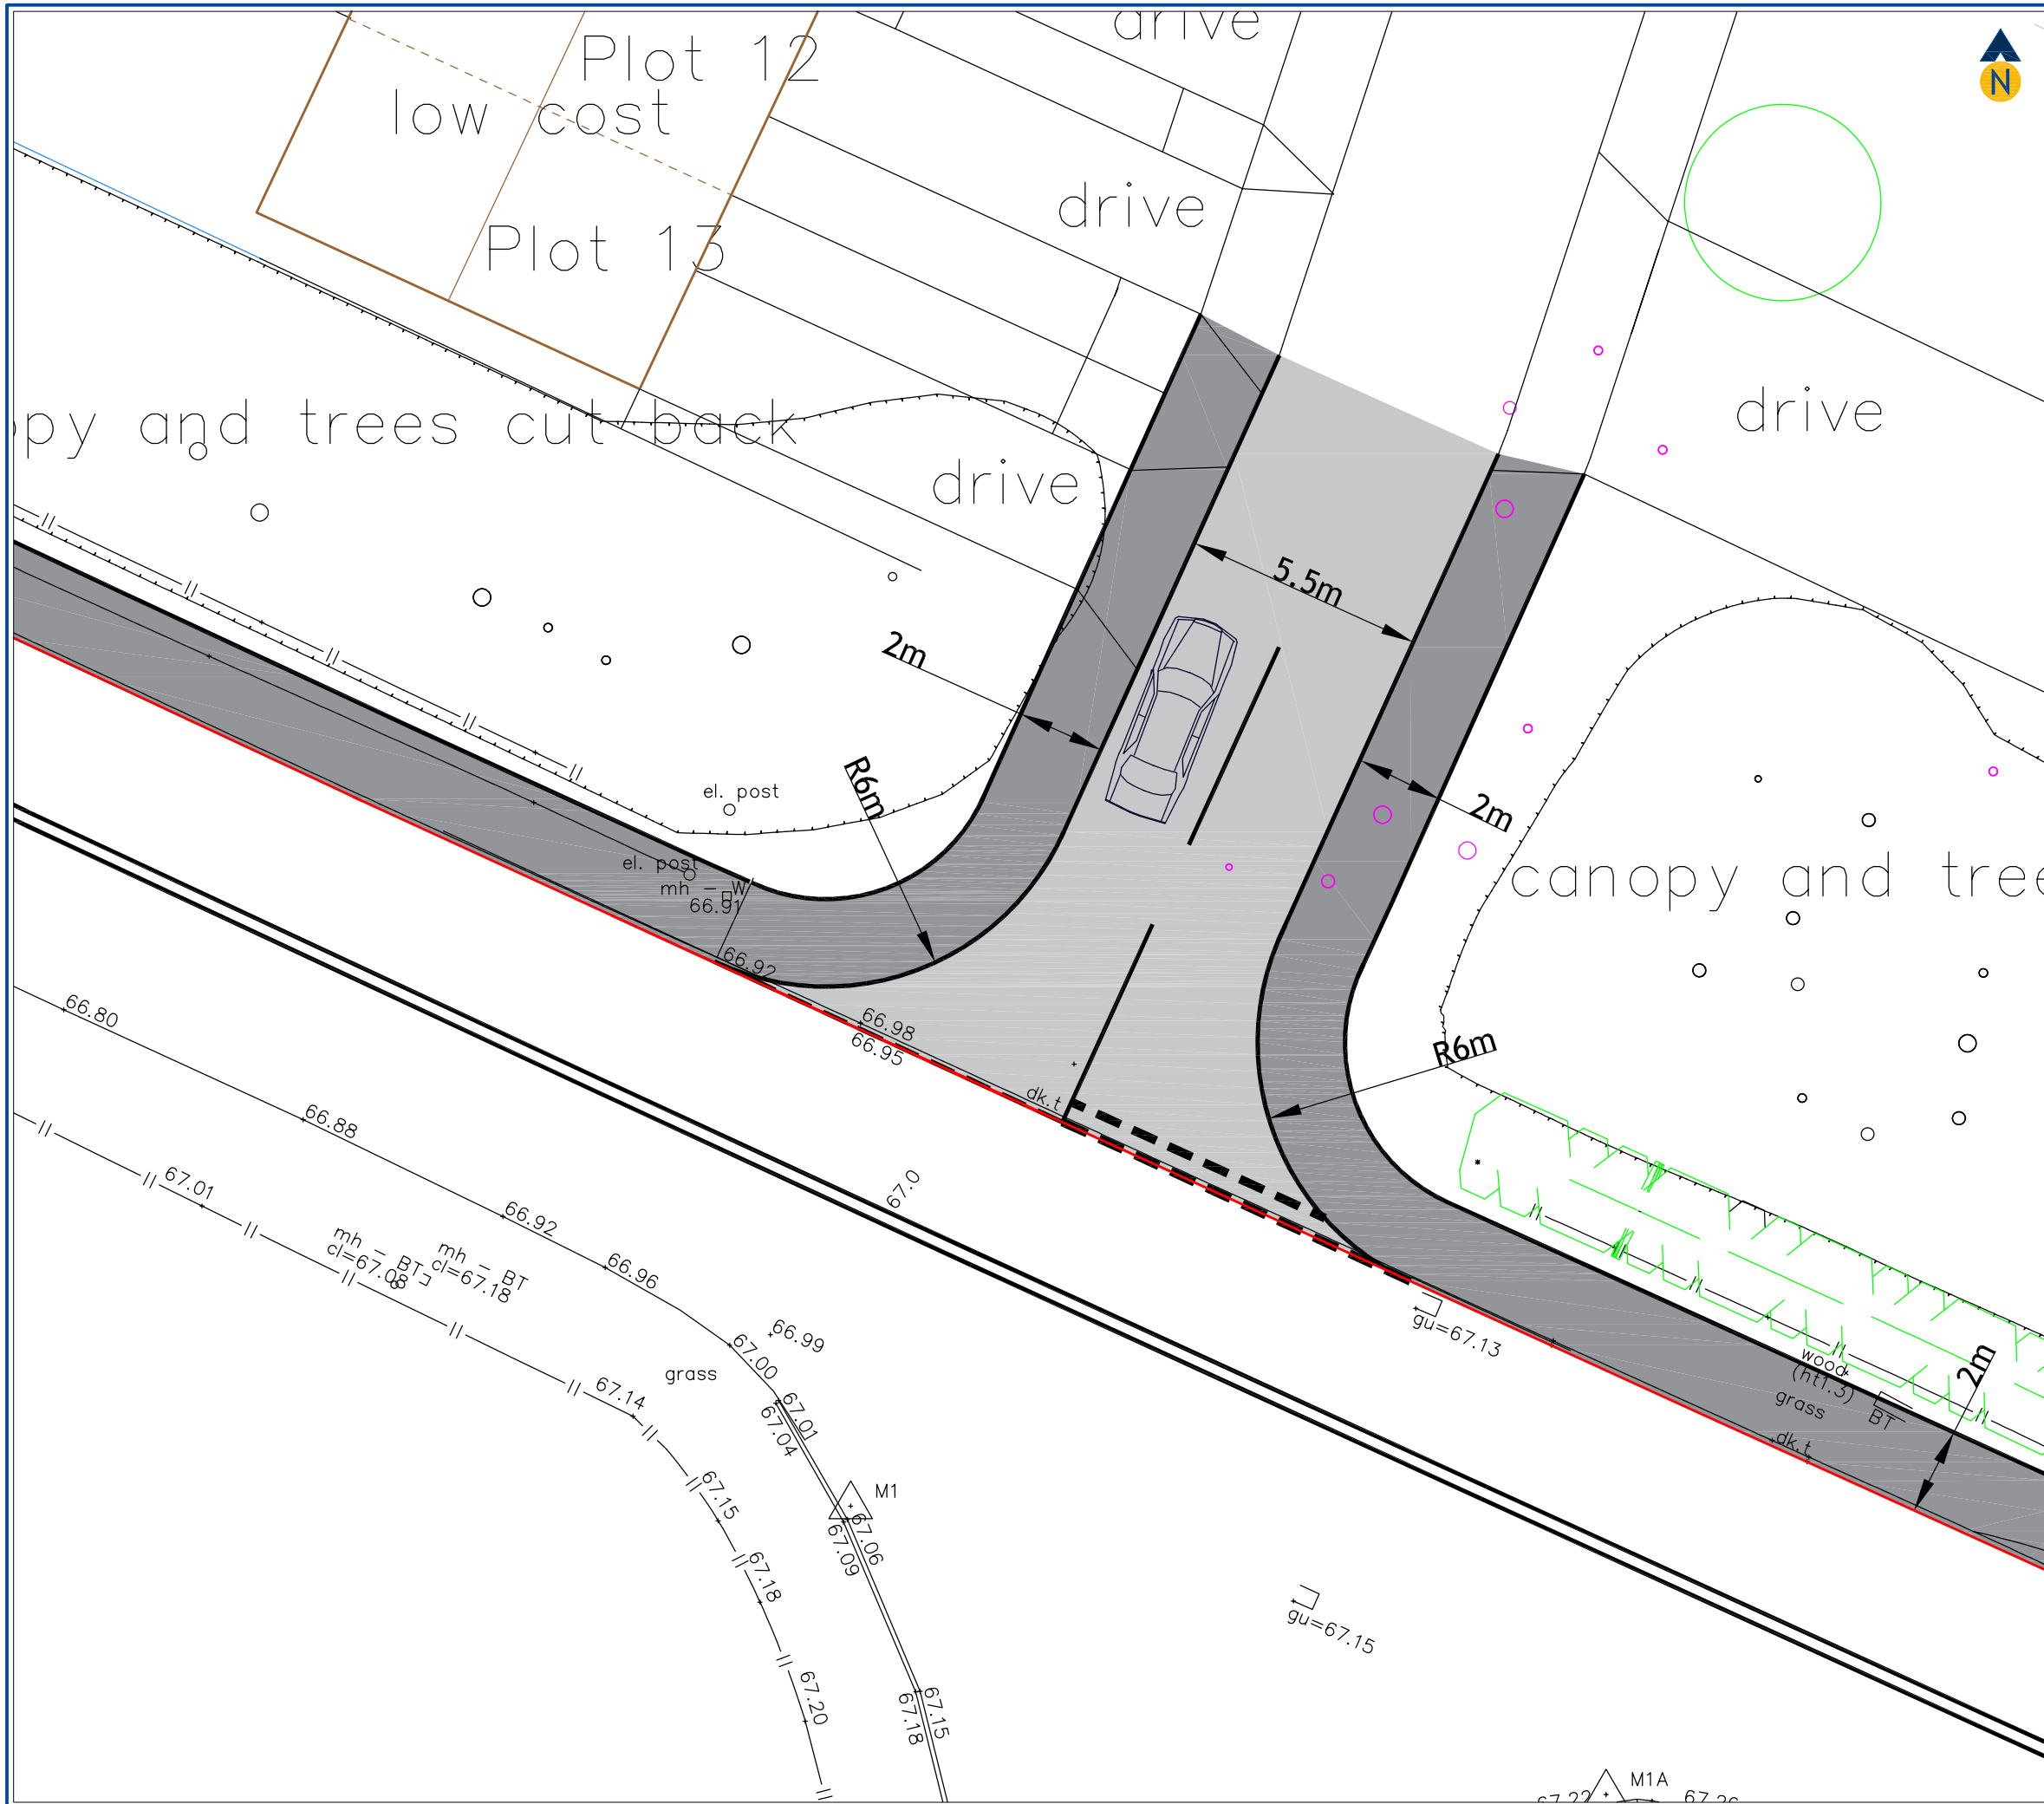 drive
N
Plot 12
low cost
drive
Plot 13
drive
py and trees cut back
drive
5.5m
2m
R6m
2m
el. post
el. post
mh - W
66.91
canopy and tree
66.92
66.98
66.95
R6m
66.80
dk.t
66.88
67.01
67.0
66.92
mh - BT
cl=67.08
mh - BT
cl=67.18
66.96
66.99
gu=67.13
67.00
grass
wood
(ht1.3)
grass
BT
2m
67.14
67.01
67.04
dk.t
67.15
M1
67.06
67.09
67.18
gu=67.15
67.20
67.15
67.18
M1A
67.22
67.26